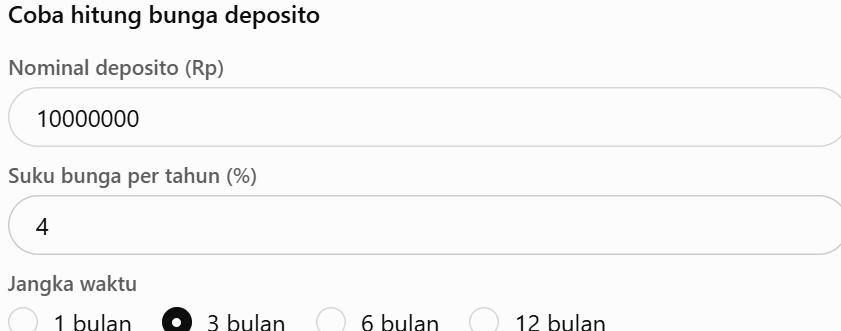 Coba hitung bunga deposito
Nominal deposito (Rp)
10000000
Suku bunga per tahun (%)
4
Jangka waktu
1 bulan 3 bulan 6 bulan 12 bulan